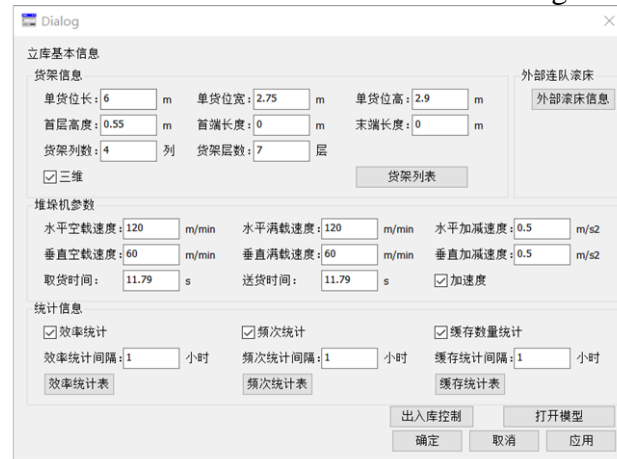 Dialog
立库基本信息
货架信息
外部连队滚床
单货位长: 6 m 单货位宽: 2.75 m 单货位高: 2.9 m
外部滚床信息
首层高度: 0.55 m 首端长度: 0 m 末端长度: 0 m
货架列数: 4 列 货架层数: 7 层
三维
货架列表
堆垛机参数
水平空载速度: 120 m/min 水平满载速度: 120 m/min 水平加减速度: 0.5 m/s2
垂直空载速度: 60 m/min 垂直满载速度: 60 m/min 垂直加减速度: 0.5 m/s2
取货时间: 11.79 s 送货时间: 11.79 s 加速度
统计信息
效率统计 频次统计 缓存数量统计
效率统计间隔: 1 小时 频次统计间隔: 1 小时 缓存统计间隔: 1 小时
效率统计表 频次统计表 缓存统计表
出入库控制 打开模型
确定 取消 应用